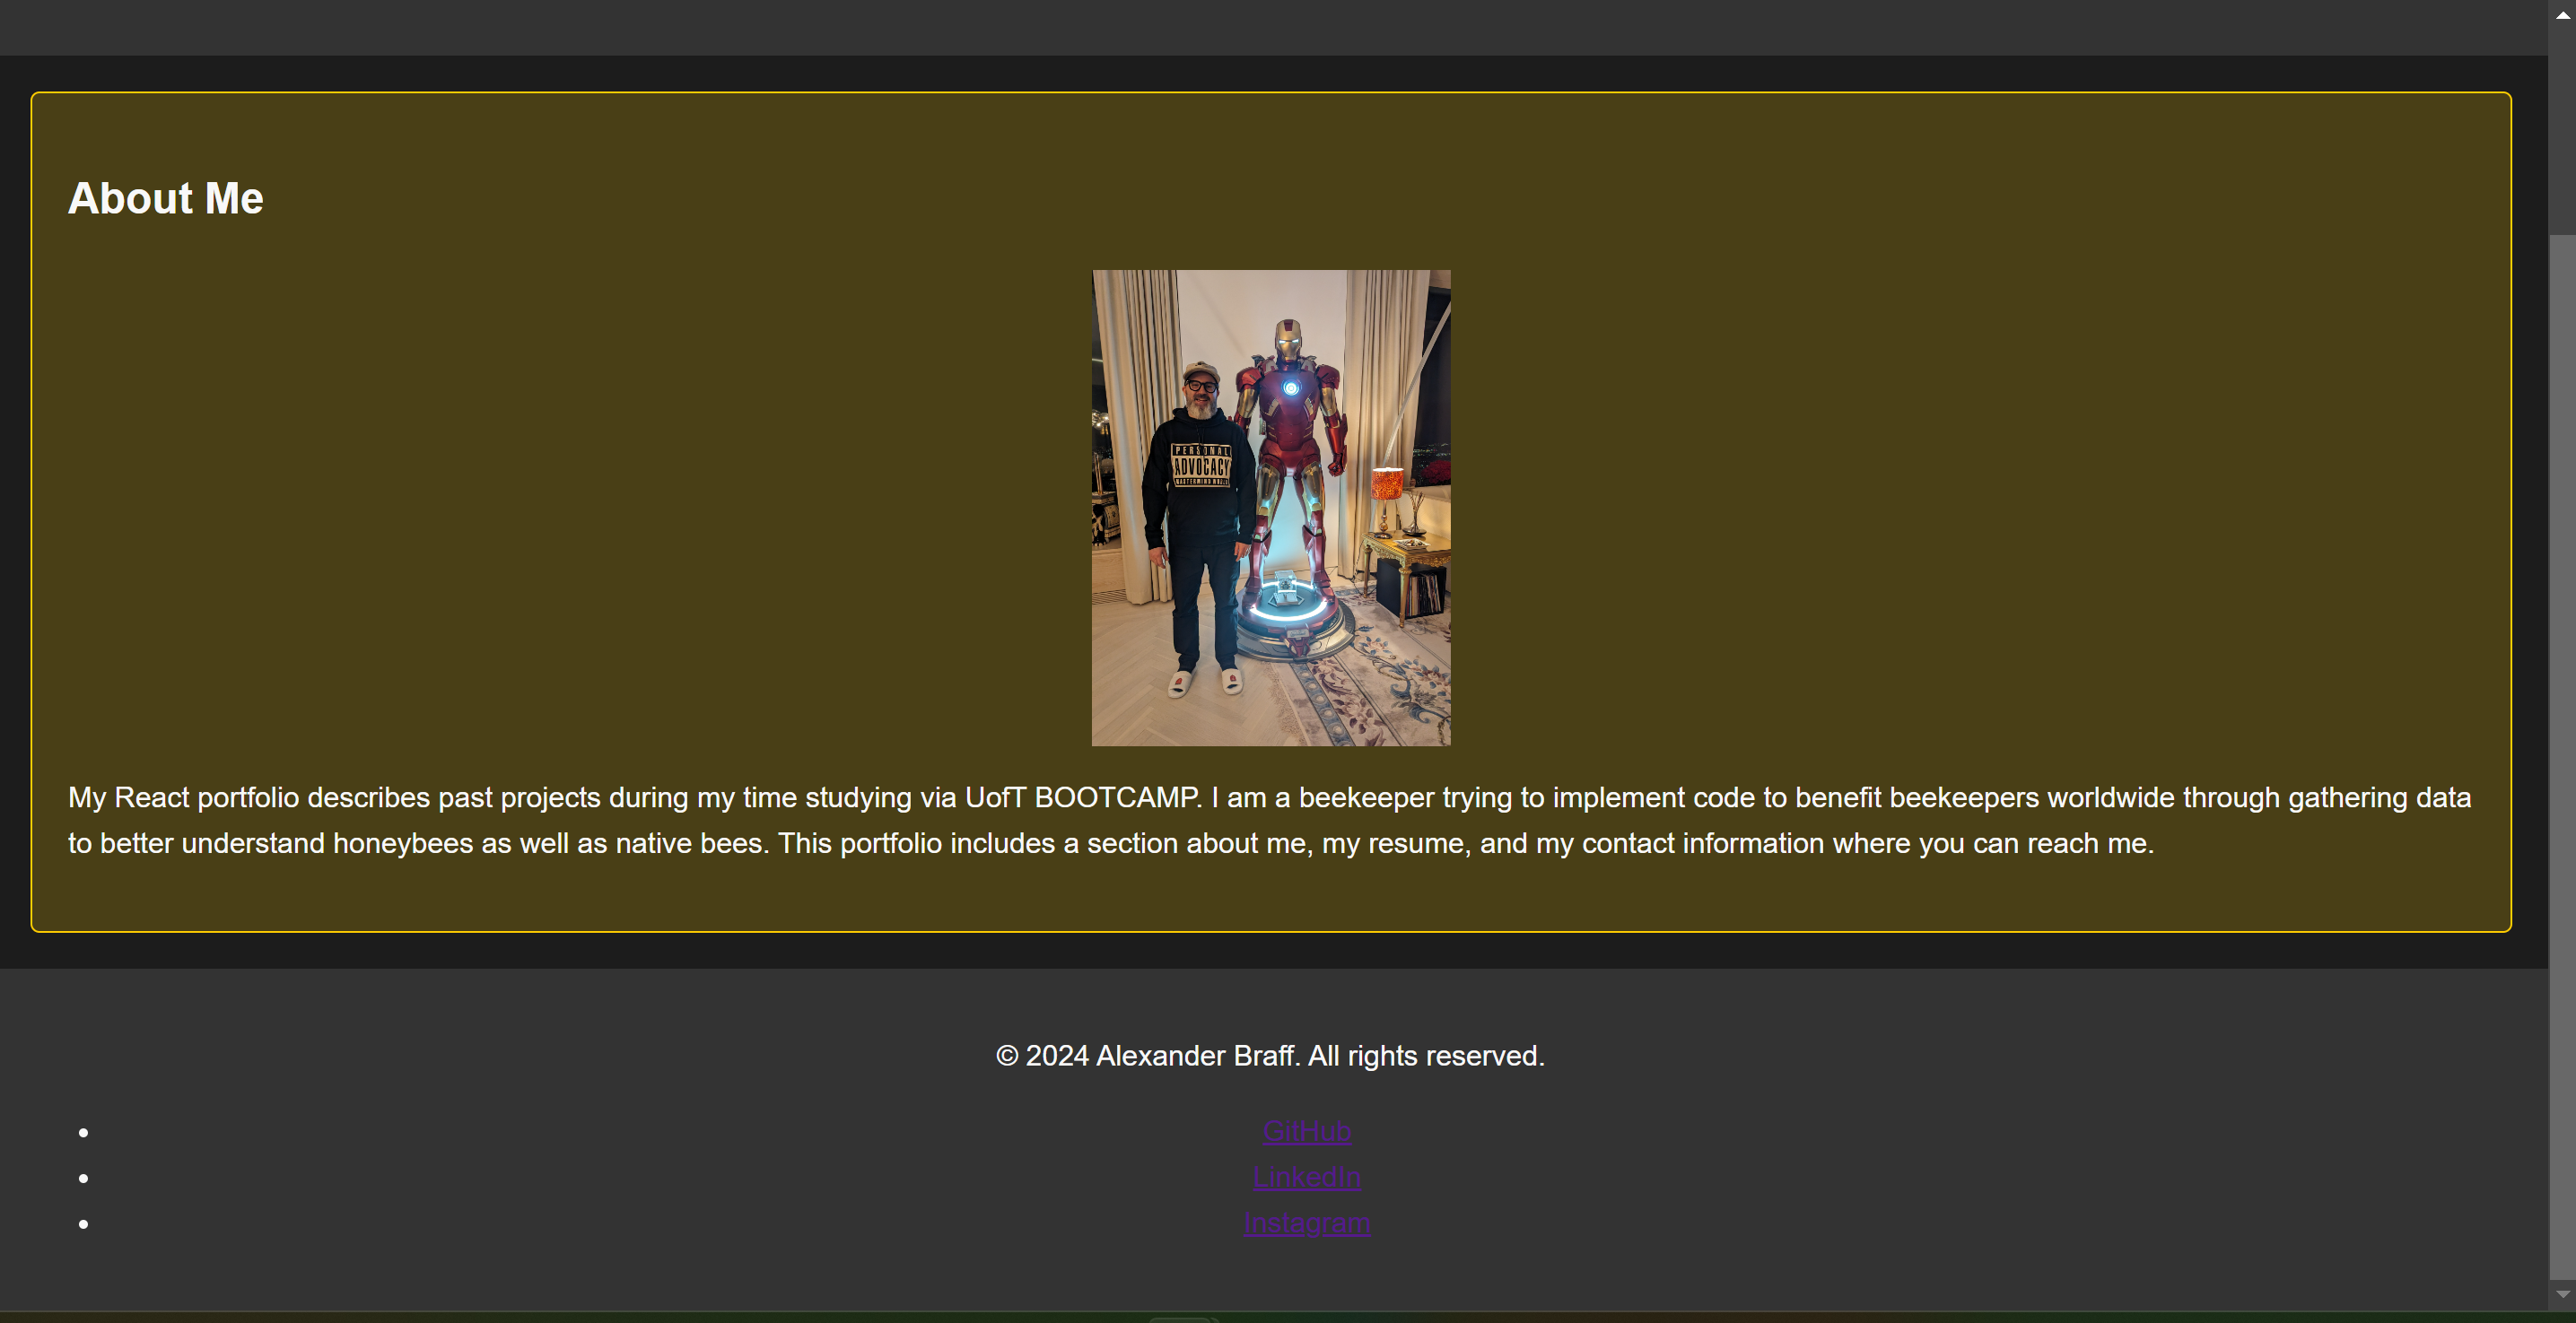 About Me
PERSONAL
ADVOCACY
My React portfolio describes past projects during my time studying via UofT BOOTCAMP. I am a beekeeper trying to implement code to benefit beekeepers worldwide through gathering data
to better understand honeybees as well as native bees. This portfolio includes a section about me, my resume, and my contact information where you can reach me.
© 2024 Alexander Braff. All rights reserved.
GitHub
LinkedIn
Instagram